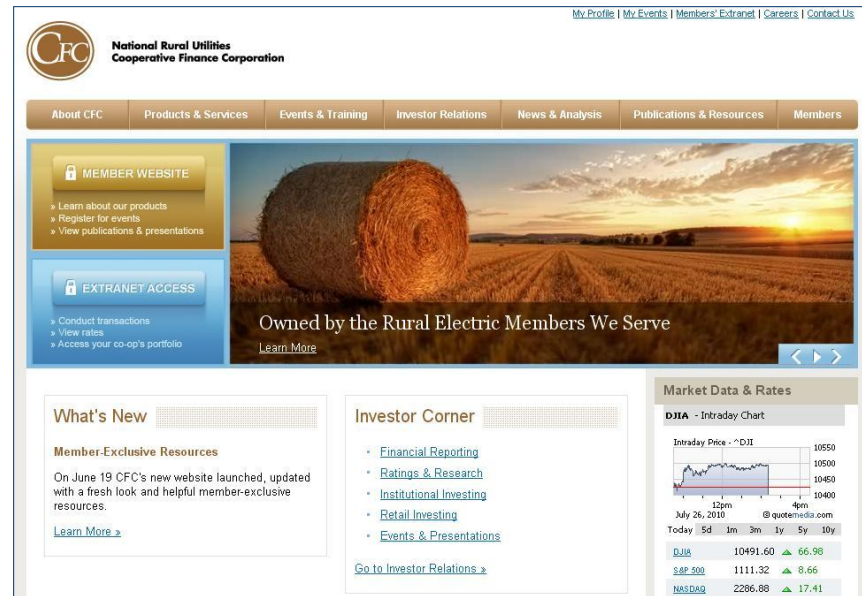 My Profile | My Events | Members' Extranet | Careers | Contact Us
CFC
National Rural Utilities
Cooperative Finance Corporation
About CFC Products & Services Events & Training Investor Relations News & Analysis Publications & Resources Members
MEMBER WEBSITE
» Learn about our products
» Register for events
» View publications & presentations
EXTRANET ACCESS
» Conduct transactions
» View rates
» Access your co-op's portfolio
Owned by the Rural Electric Members We Serve
Learn More
What's New
Member-Exclusive Resources
On June 19 CFC's new website launched, updated
with a fresh look and helpful member-exclusive
resources.
Learn More »
Investor Corner
Financial Reporting
Ratings & Research
Institutional Investing
Retail Investing
Events & Presentations
Go to Investor Relations »
Market Data & Rates
DJIA - Intraday Chart
Intraday Price - ^DJI
10550
10500
10450
10400
12pm 4pm
July 26, 2010 @quotemedia.com
Today 5d 1m 3m 1y 5y 10y
DJIA 10491.60 66.98
S&P 500 1111.32 8.66
NASDAQ 2286.88 17.41